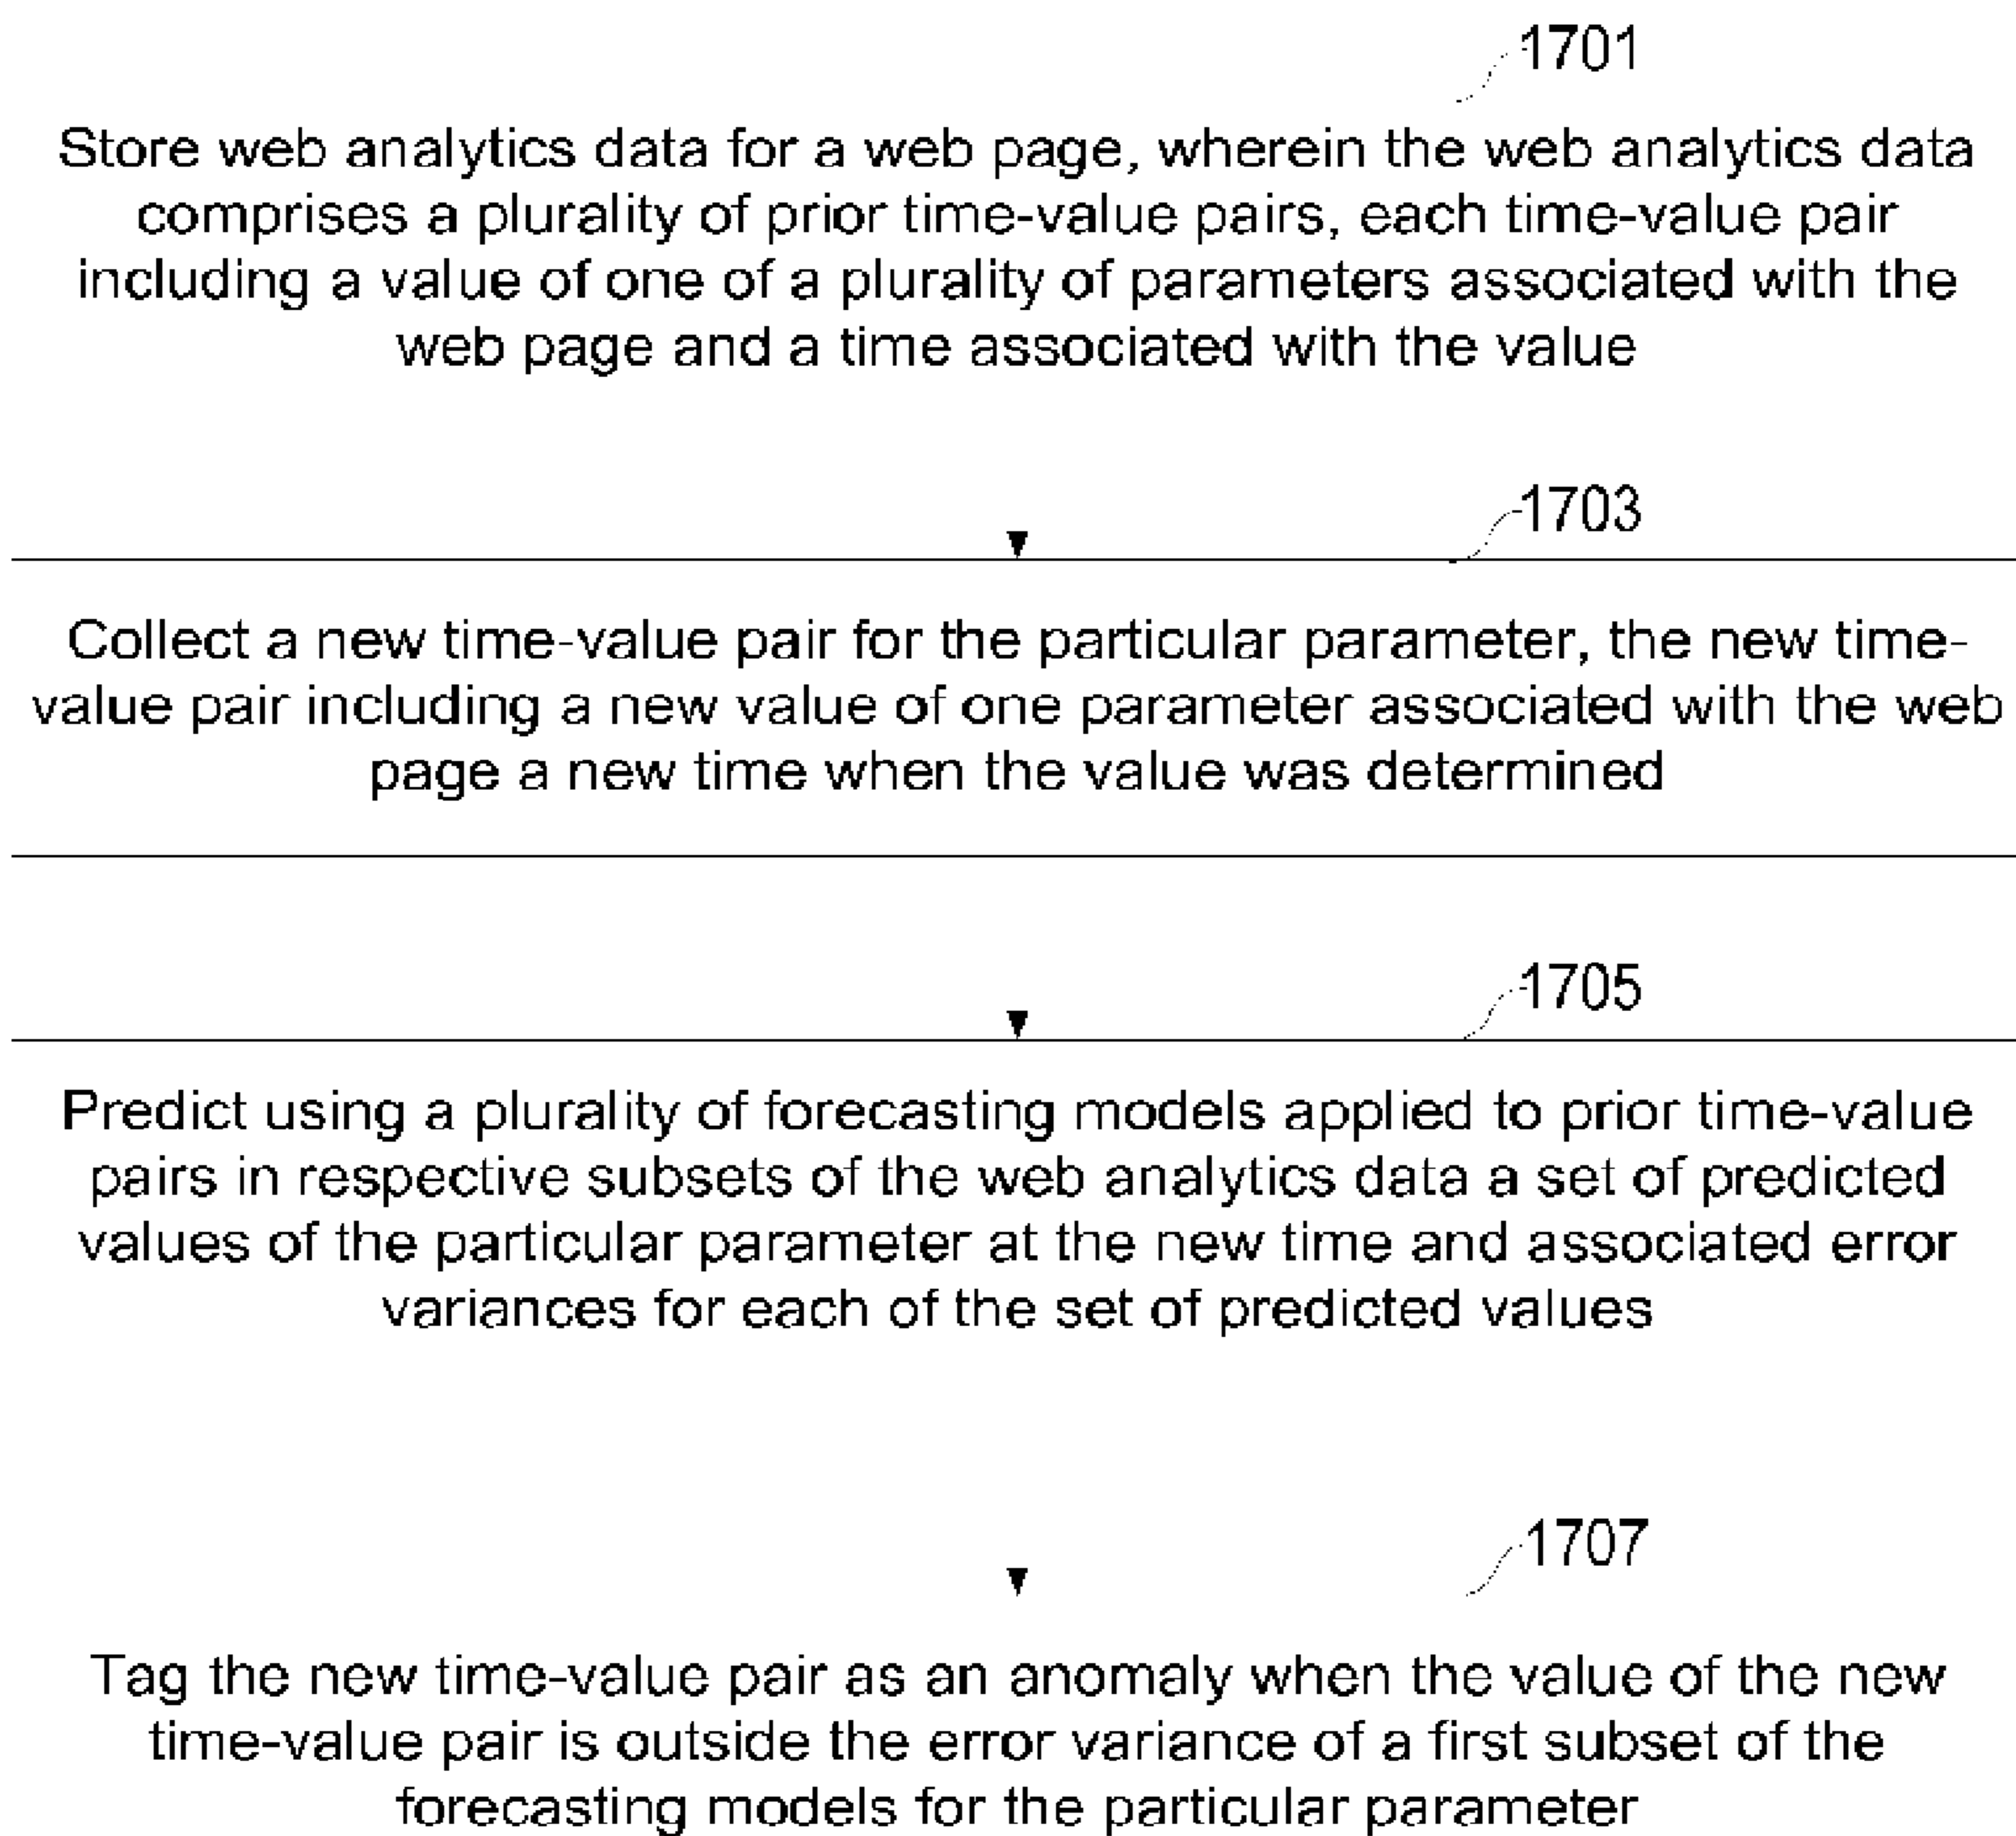 1701
Store web analytics data for a web page, wherein the web analytics data
comprises a plurality of prior time-value pairs, each time-value pair
including a value of one of a plurality of parameters associated with the
web page and a time associated with the value
1703
Collect a new time-value pair for the particular parameter, the new time-
value pair including a new value of one parameter associated with the web
page a new time when the value was determined
1705
Predict using a plurality of forecasting models applied to prior time-value
pairs in respective subsets of the web analytics data a set of predicted
values of the particular parameter at the new time and associated error
variances for each of the set of predicted values
1707
Tag the new time-value pair as an anomaly when the value of the new
time-value pair is outside the error variance of a first subset of the
forecasting models for the particular parameter